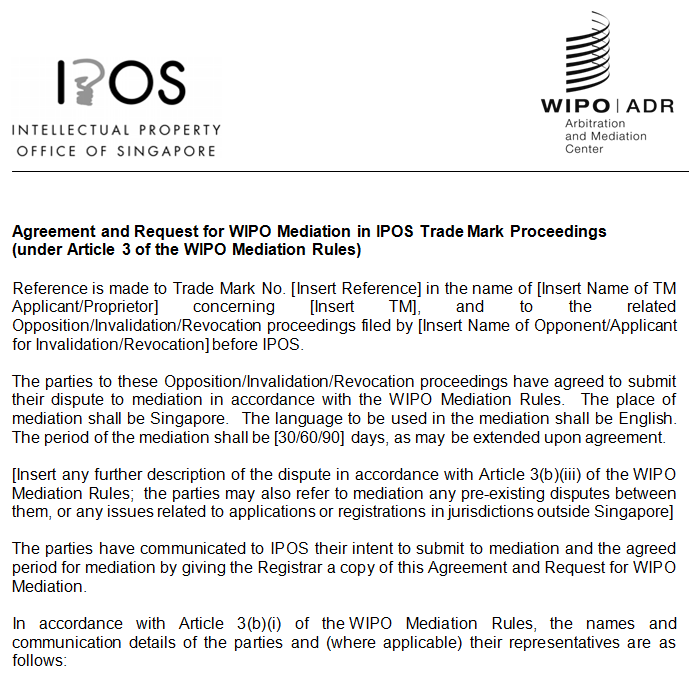 IPOS
INTELLECTUAL PROPERTY
OFFICE OF SINGAPORE
WIPO | ADR
Arbitration
and Mediation
Center
Agreement and Request for WIPO Mediation in IPOS Trade Mark Proceedings
(under Article 3 of the WIPO Mediation Rules)
Reference is made to Trade Mark No. [Insert Reference] in the name of [Insert Name of TM
Applicant/Proprietor] concerning [Insert TM], and to the related
Opposition/Invalidation/Revocation proceedings filed by [Insert Name of Opponent/Applicant
for Invalidation/Revocation] before IPOS.
The parties to these Opposition/Invalidation/Revocation proceedings have agreed to submit
their dispute to mediation in accordance with the WIPO Mediation Rules. The place of
mediation shall be Singapore. The language to be used in the mediation shall be English.
The period of the mediation shall be [30/60/90] days, as may be extended upon agreement.
[Insert any further description of the dispute in accordance with Article 3(b)(iii) of the WIPO
Mediation Rules; the parties may also refer to mediation any pre-existing disputes between
them, or any issues related to applications or registrations in jurisdictions outside Singapore]
The parties have communicated to IPOS their intent to submit to mediation and the agreed
period for mediation by giving the Registrar a copy of this Agreement and Request for WIPO
Mediation.
In accordance with Article 3(b)(i) of the WIPO Mediation Rules, the names and
communication details of the parties and (where applicable) their representatives are as
follows: